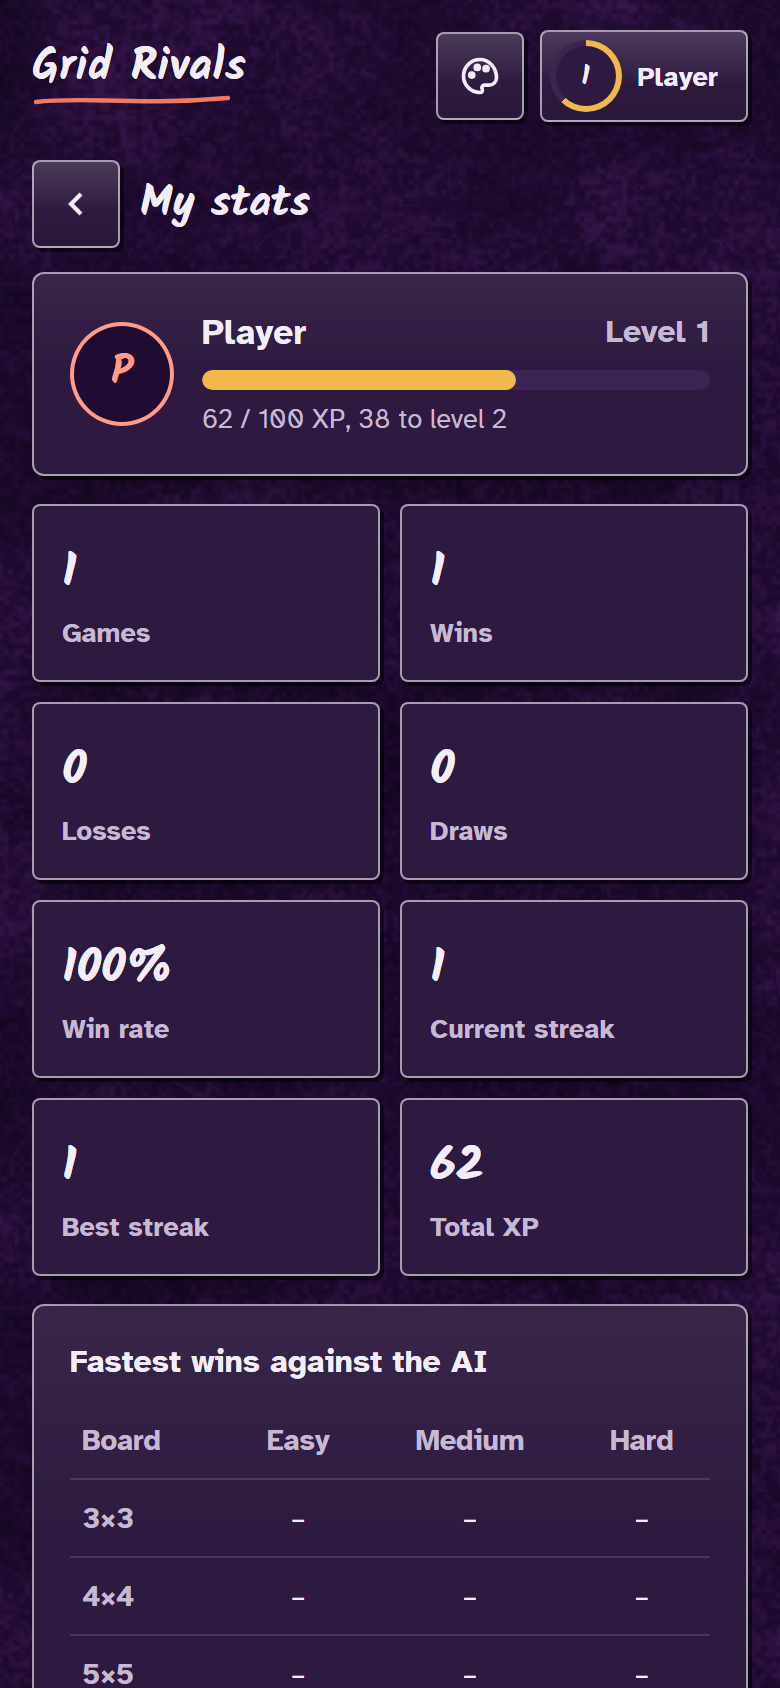 Grid Rivals
1 Player
My stats
P
Player Level 1
62 / 100 XP, 38 to level 2
1 1
Games Wins
0 0
Losses Draws
100% 1
Win rate Current streak
1 62
Best streak Total XP
Fastest wins against the AI
Board Easy Medium Hard
3×3 – – –
4×4 – – –
5×5 – – –